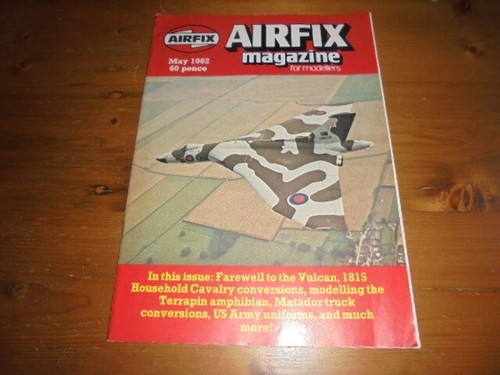 AIRFIX
May 1982
60 pence
AIRFIX
magazine
for modellers
In this issue: Farewell to the Vulcan, 1815
Household Cavalry conversions, modelling the
Terrapin amphibian, Matador truck
conversions, US Army uniforms, and much
more!